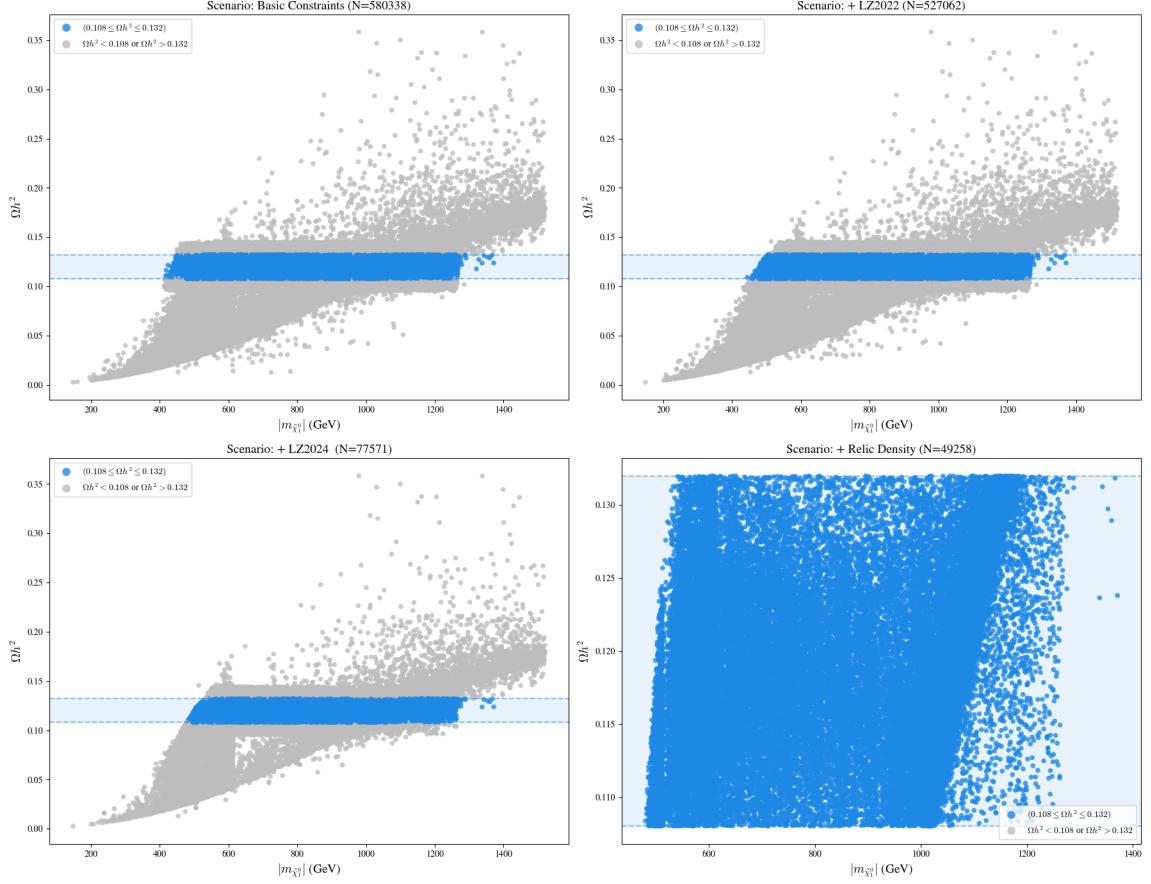 Scenario: Basic Constraints (N=580338)
(0.108 ≤ Ωh² ≤ 0.132)
Ωh² < 0.108 or Ωh² > 0.132
0.35
0.30
0.25
0.20
0.15
0.10
0.05
0.00
Ωh²
200 400 600 800 1000 1200 1400
|m_χ̃₁⁰| (GeV)
Scenario: + LZ2022 (N=527062)
(0.108 ≤ Ωh² ≤ 0.132)
Ωh² < 0.108 or Ωh² > 0.132
0.35
0.30
0.25
0.20
0.15
0.10
0.05
0.00
Ωh²
200 400 600 800 1000 1200 1400
|m_χ̃₁⁰| (GeV)
Scenario: + LZ2024 (N=77571)
(0.108 ≤ Ωh² ≤ 0.132)
Ωh² < 0.108 or Ωh² > 0.132
0.35
0.30
0.25
0.20
0.15
0.10
0.05
0.00
Ωh²
200 400 600 800 1000 1200 1400
|m_χ̃₁⁰| (GeV)
Scenario: + Relic Density (N=49258)
0.130
0.125
0.120
0.115
0.110
Ωh²
(0.108 ≤ Ωh² ≤ 0.132)
Ωh² < 0.108 or Ωh² > 0.132
600 800 1000 1200 1400
|m_χ̃₁⁰| (GeV)